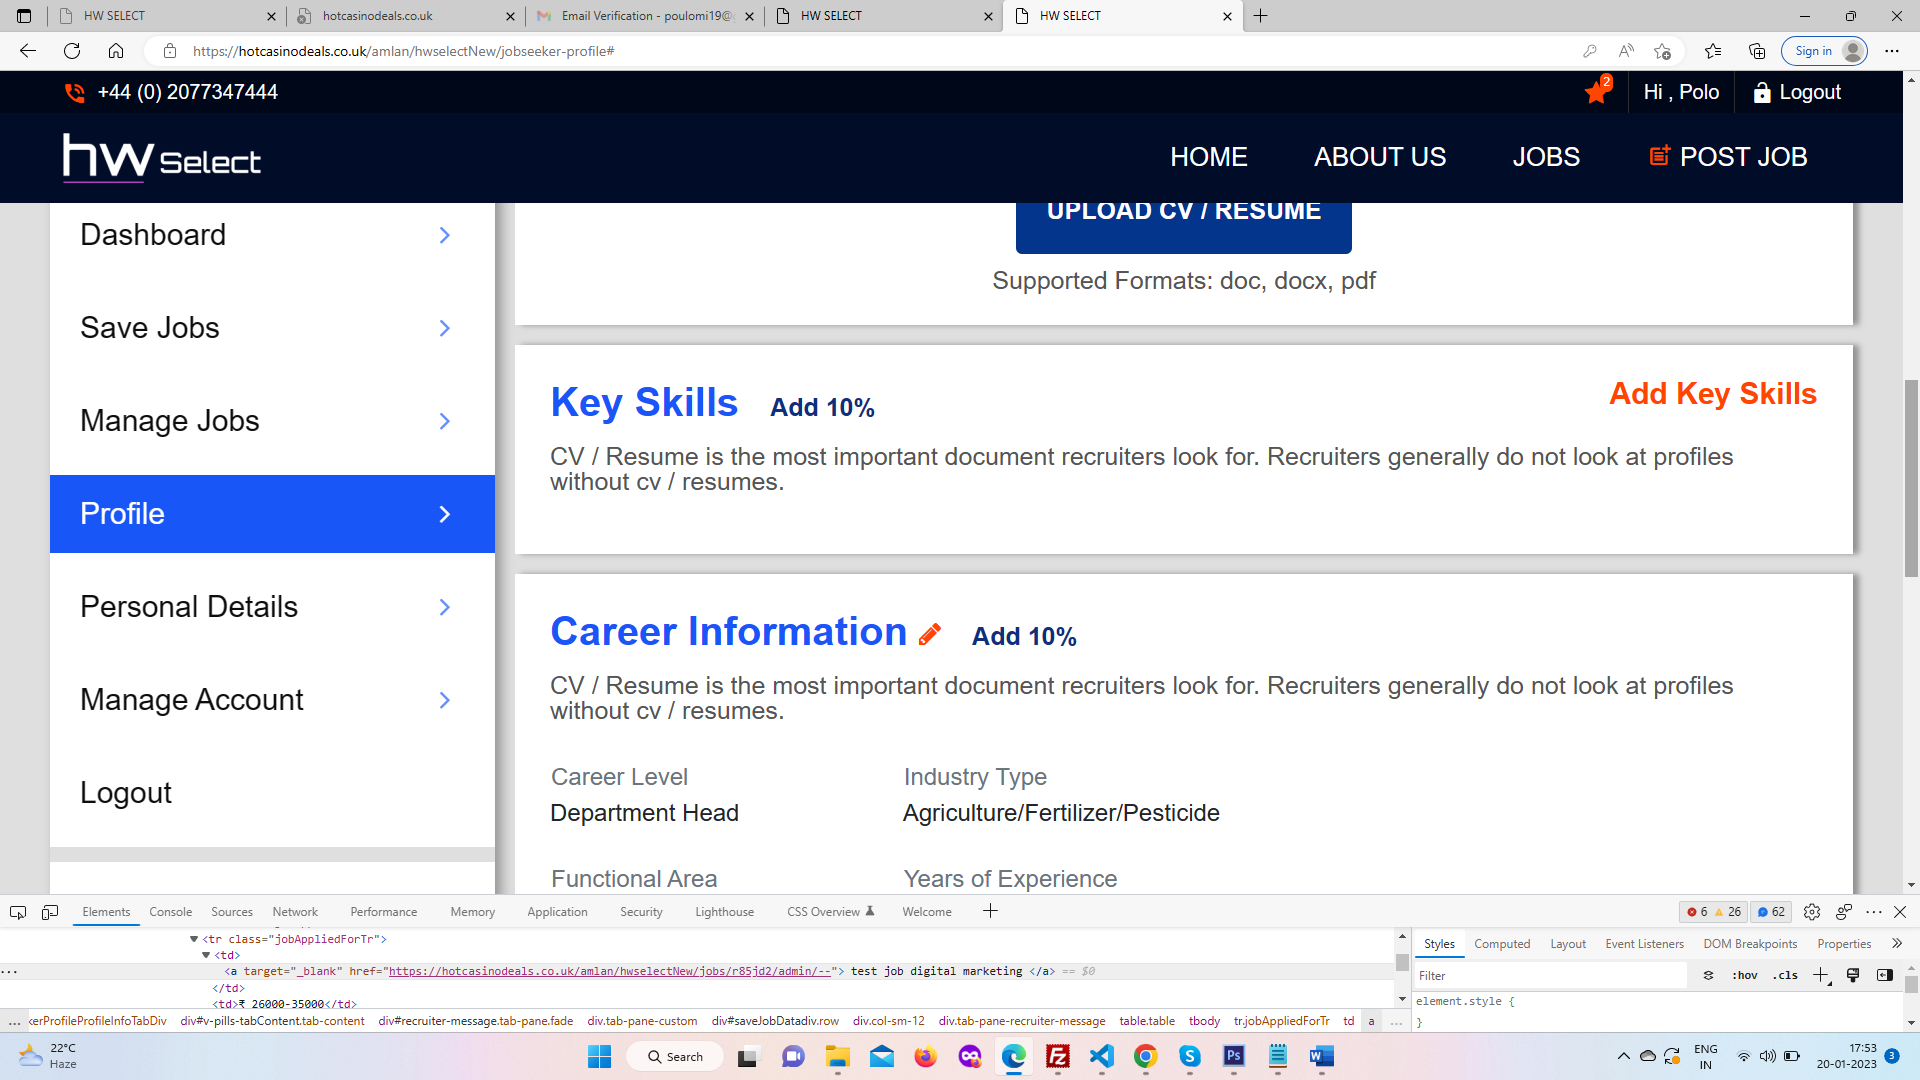 HW SELECT
hotcasinodeals.co.uk
Email Verification - poulomi19@
HW SELECT
HW SELECT
https://hotcasinodeals.co.uk/amlan/hwselectNew/jobseeker-profile#
Sign in
+44 (0) 2077347444
2
Hi , Polo
Logout
hw Select
HOME
ABOUT US
JOBS
POST JOB
Dashboard
Save Jobs
Manage Jobs
Profile
Personal Details
Manage Account
Logout
UPLOAD CV / RESUME
Supported Formats: doc, docx, pdf
Key Skills Add 10%
Add Key Skills
CV / Resume is the most important document recruiters look for. Recruiters generally do not look at profiles
without cv / resumes.
Career Information Add 10%
CV / Resume is the most important document recruiters look for. Recruiters generally do not look at profiles
without cv / resumes.
Career Level
Industry Type
Department Head
Agriculture/Fertilizer/Pesticide
Functional Area
Years of Experience
Elements Console Sources Network Performance Memory Application Security Lighthouse CSS Overview Welcome
6 26 62
<tr class="jobAppliedForTr">
<td>
<a target="_blank" href="https://hotcasinodeals.co.uk/amlan/hwselectNew/jobs/r85jd2/admin/--"> test job digital marketing </a> == $0
</td>
<td>₹ 26000-35000</td>
... kerProfileProfileInfoTabDiv div#v-pills-tabContent.tab-content div#recruiter-message.tab-pane.fade div.tab-pane-custom div#saveJobDatadiv.row div.col-sm-12 div.tab-pane-recruiter-message table.table tbody tr.jobAppliedForTr td a ...
Styles Computed Layout Event Listeners DOM Breakpoints Properties
Filter
:hov .cls
element.style {
}
22°C
Haze
Search
ENG
IN
17:53
20-01-2023
3